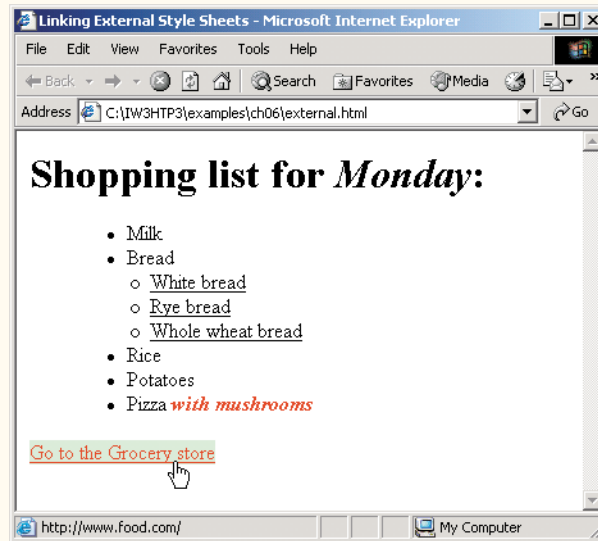 Linking External Style Sheets - Microsoft Internet Explorer
File Edit View Favorites Tools Help
Back Search Favorites Media »
Address C:\IW3HTP3\examples\ch06\external.html Go
Shopping list for Monday:
Milk
Bread
White bread
Rye bread
Whole wheat bread
Rice
Potatoes
Pizza with mushrooms
Go to the Grocery store
http://www.food.com/ My Computer